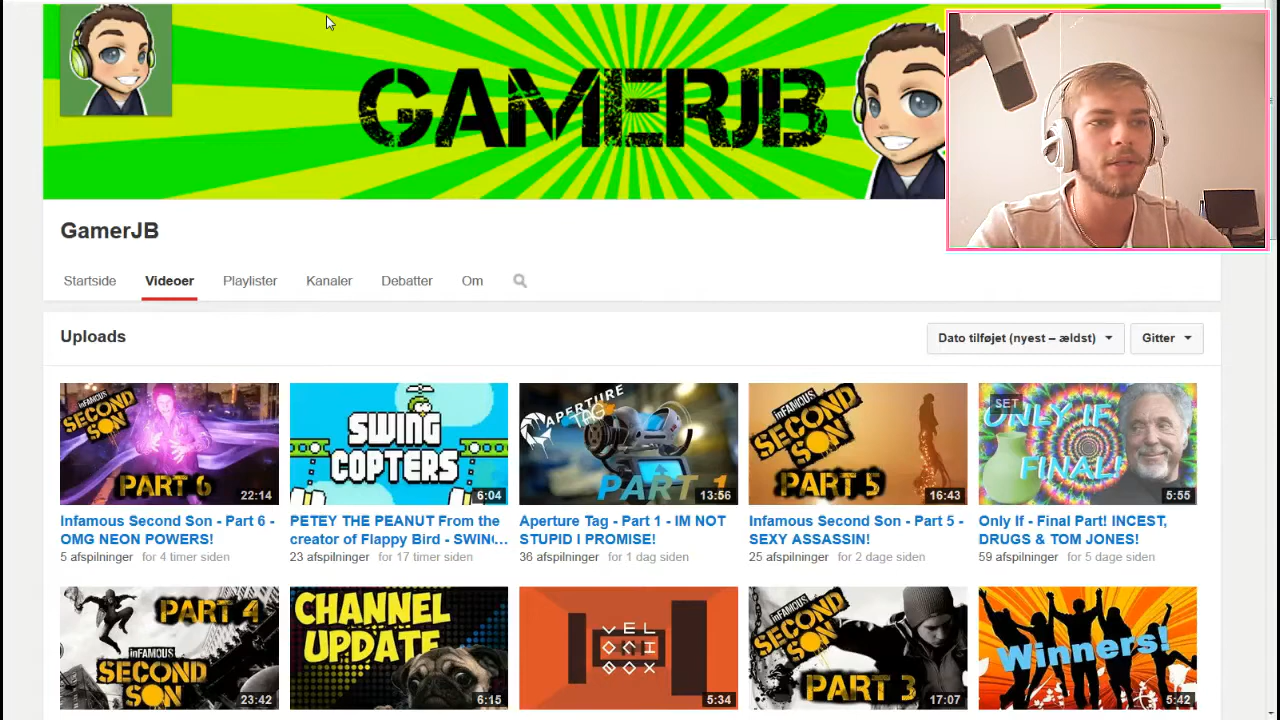 GAMERJB
GamerJB
Startside Videoer Playlister Kanaler Debatter Om
Uploads
Dato tilføjet (nyest – ældst) Gitter
inFAMOUS
SECOND
SON
PART 6
22:14
SWING
COPTERS
6:04
APERTURE
TAG
PART 1
13:56
inFAMOUS
SECOND
SON
PART 5
16:43
SET
ONLY IF
FINAL!
5:55
Infamous Second Son - Part 6 -
OMG NEON POWERS!
5 afspilninger for 4 timer siden
PETEY THE PEANUT From the
creator of Flappy Bird - SWIN...
23 afspilninger for 17 timer siden
Aperture Tag - Part 1 - IM NOT
STUPID I PROMISE!
36 afspilninger for 1 dag siden
Infamous Second Son - Part 5 -
SEXY ASSASSIN!
25 afspilninger for 2 dage siden
Only If - Final Part! INCEST,
DRUGS & TOM JONES!
59 afspilninger for 5 dage siden
PART 4
inFAMOUS
SECOND
SON
23:42
CHANNEL
UPDATE
6:15
VEL
OCI
BOX
5:34
inFAMOUS
SECOND
SON
PART 3
17:07
Winners!
5:42